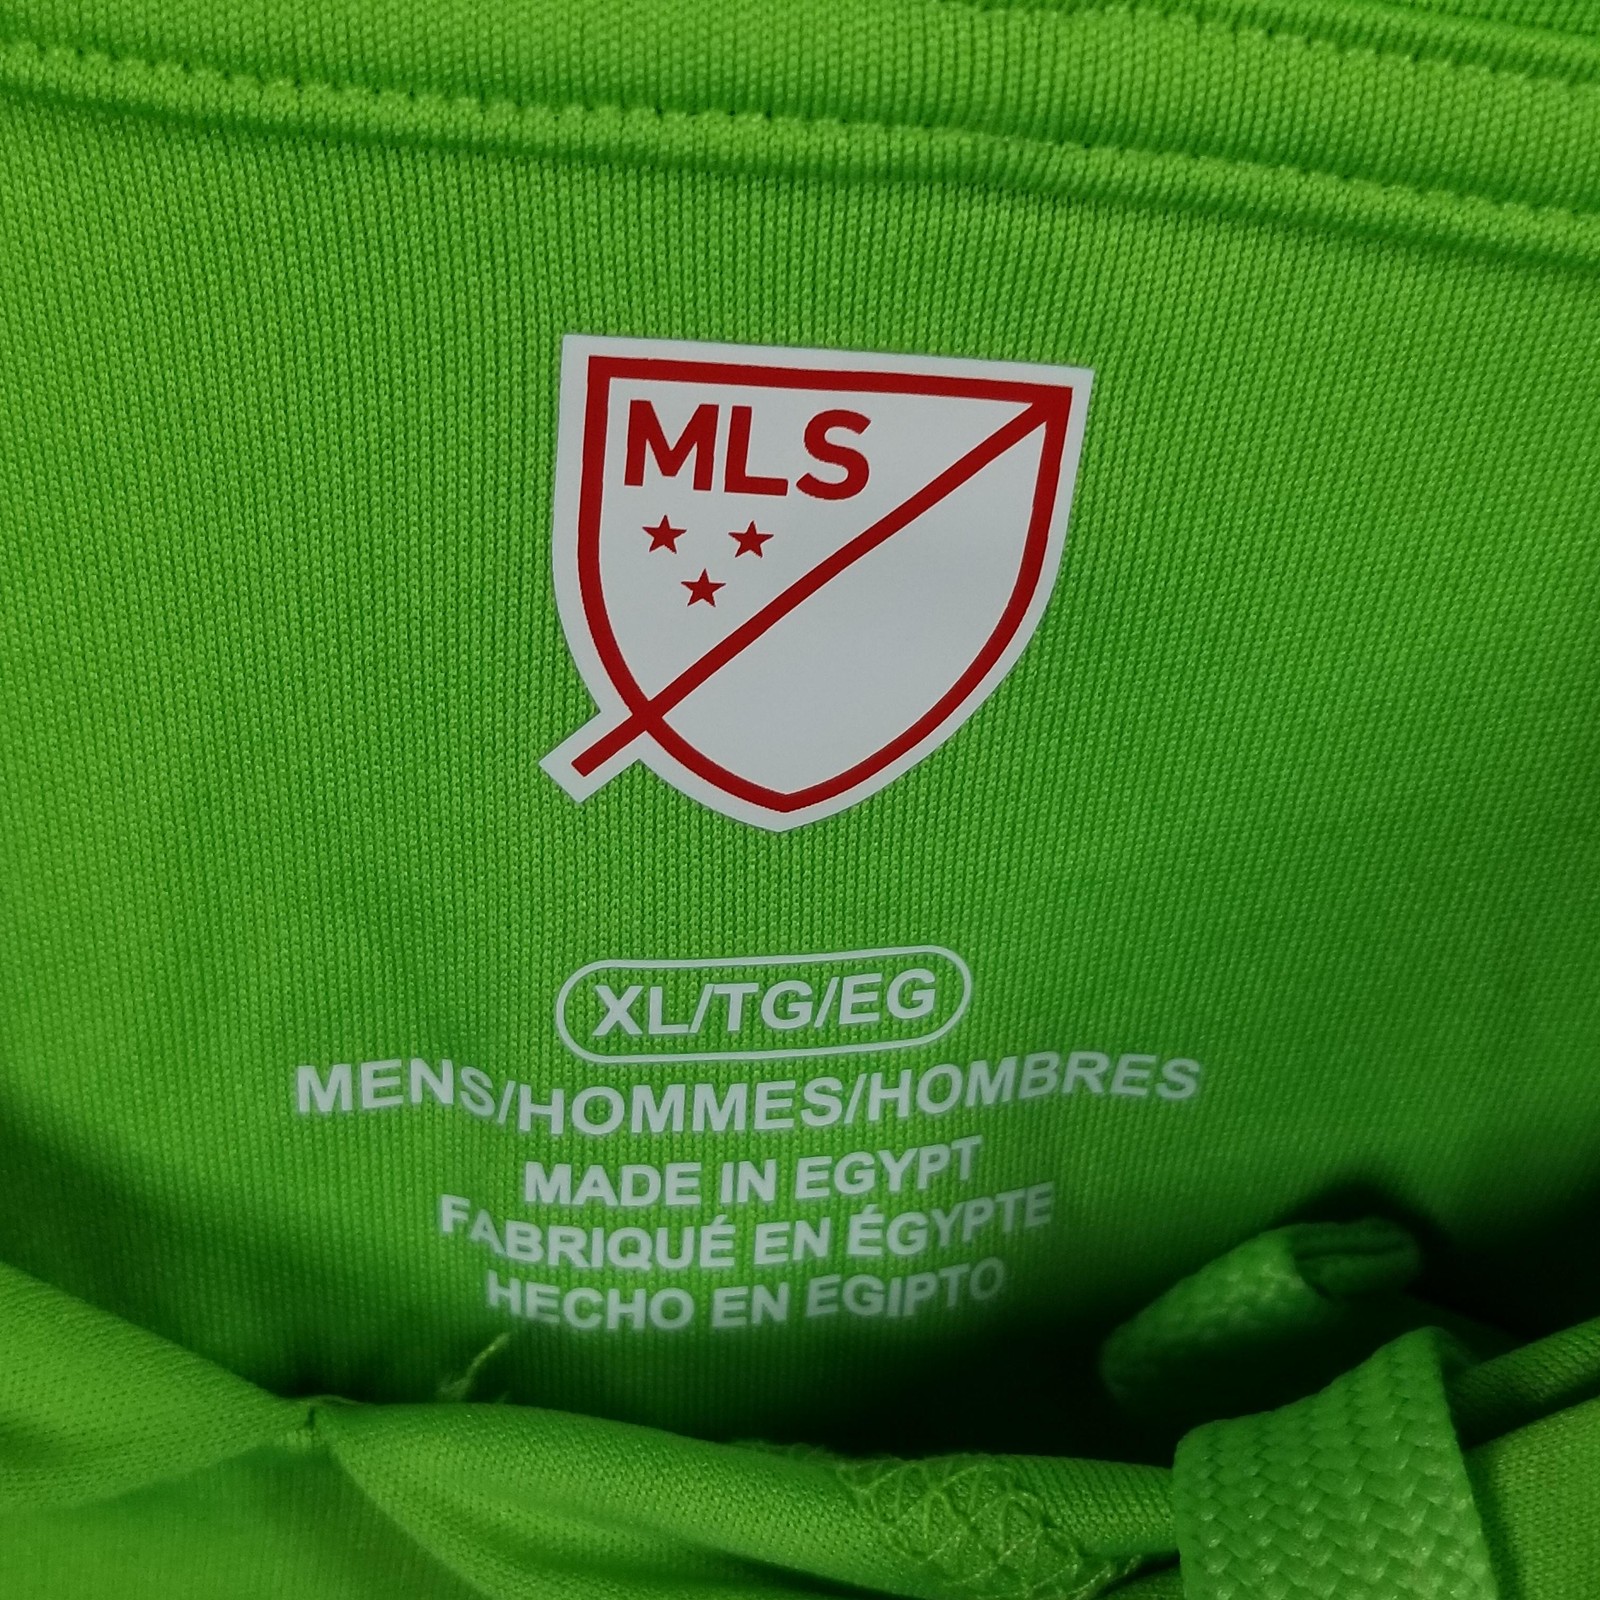 MLS
XL/TG/EG
MENS/HOMMES/HOMBRES
MADE IN EGYPT
FABRIQUÉ EN ÉGYPTE
HECHO EN EGIPTO